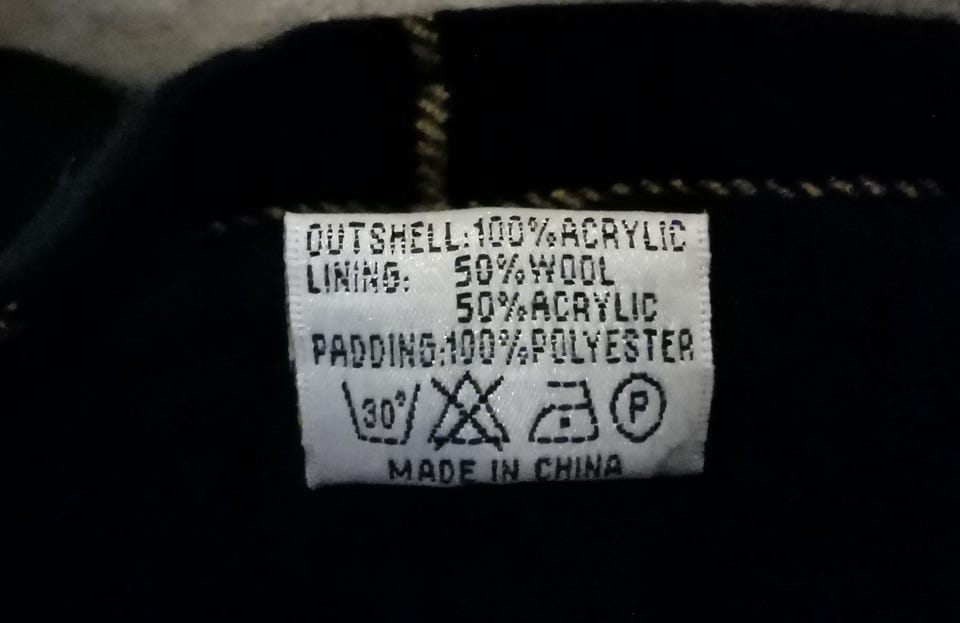 OUTSHELL:100%ACRYLIC
LINING: 50%WOOL
50%ACRYLIC
PADDING:100%POLYESTER
30° P
MADE IN CHINA